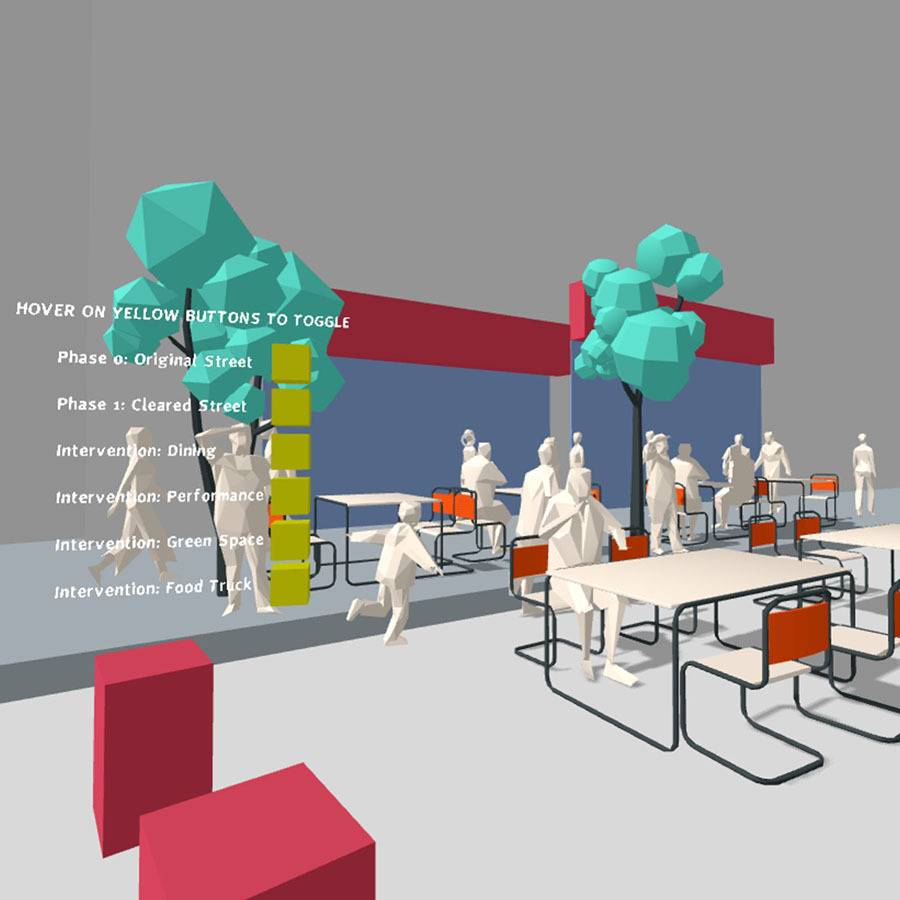 HOVER ON YELLOW BUTTONS TO TOGGLE
Phase 0: Original Street
Phase 1: Cleared Street
Intervention: Dining
Intervention: Performance
Intervention: Green Space
Intervention: Food Truck